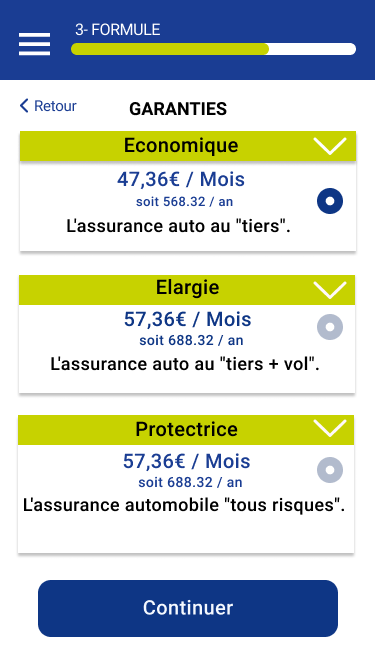 3- FORMULE
Retour
GARANTIES
Economique
47,36€ / Mois
soit 568.32 / an
L'assurance auto au "tiers".
Elargie
57,36€ / Mois
soit 688.32 / an
L'assurance auto au "tiers + vol".
Protectrice
57,36€ / Mois
soit 688.32 / an
L'assurance automobile "tous risques".
Continuer